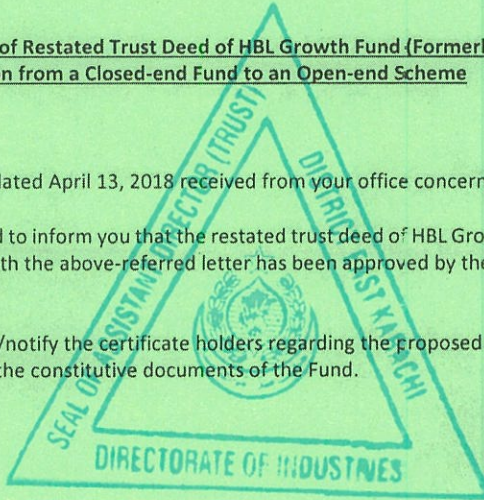 of Restated Trust Deed of HBL Growth Fund (Formerl
n from a Closed-end Fund to an Open-end Scheme
lated April 13, 2018 received from your office concern
d to inform you that the restated trust deed of HBL Gro
th the above-referred letter has been approved by the
/notify the certificate holders regarding the proposed
the constitutive documents of the Fund.
SEAL OF ASSISTANT DIRECTOR (TRUST)
DISTRICT EAST KARACHI
DIRECTORATE OF INDUSTRIES